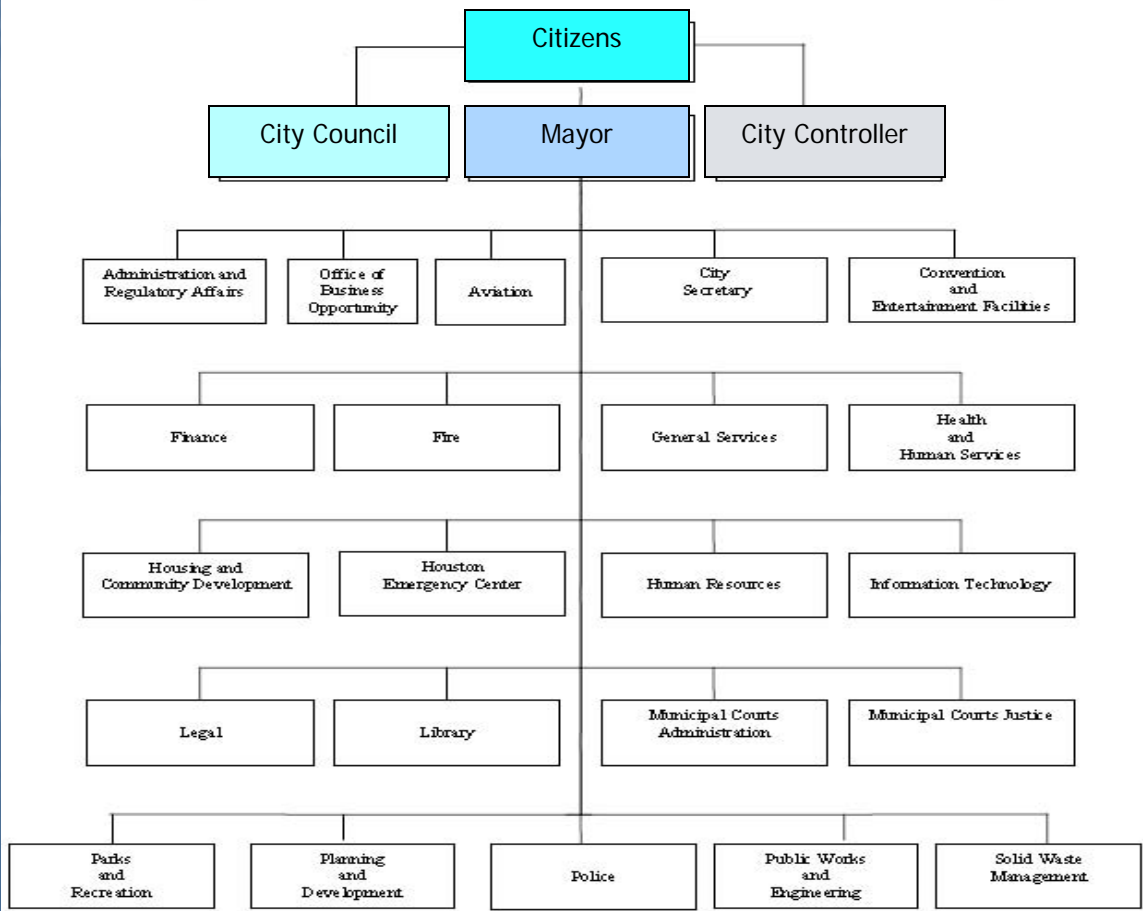 Citizens
City Council
Mayor
City Controller
Administration and
Regulatory Affairs
Office of
Business
Opportunity
Aviation
City
Secretary
Convention
and
Entertainment Facilities
Finance
Fire
General Services
Health
and
Human Services
Housing and
Community Development
Houston
Emergency Center
Human Resources
Information Technology
Legal
Library
Municipal Courts
Administration
Municipal Courts Justice
Parks
and
Recreation
Planning
and
Development
Police
Public Works
and
Engineering
Solid Waste
Management